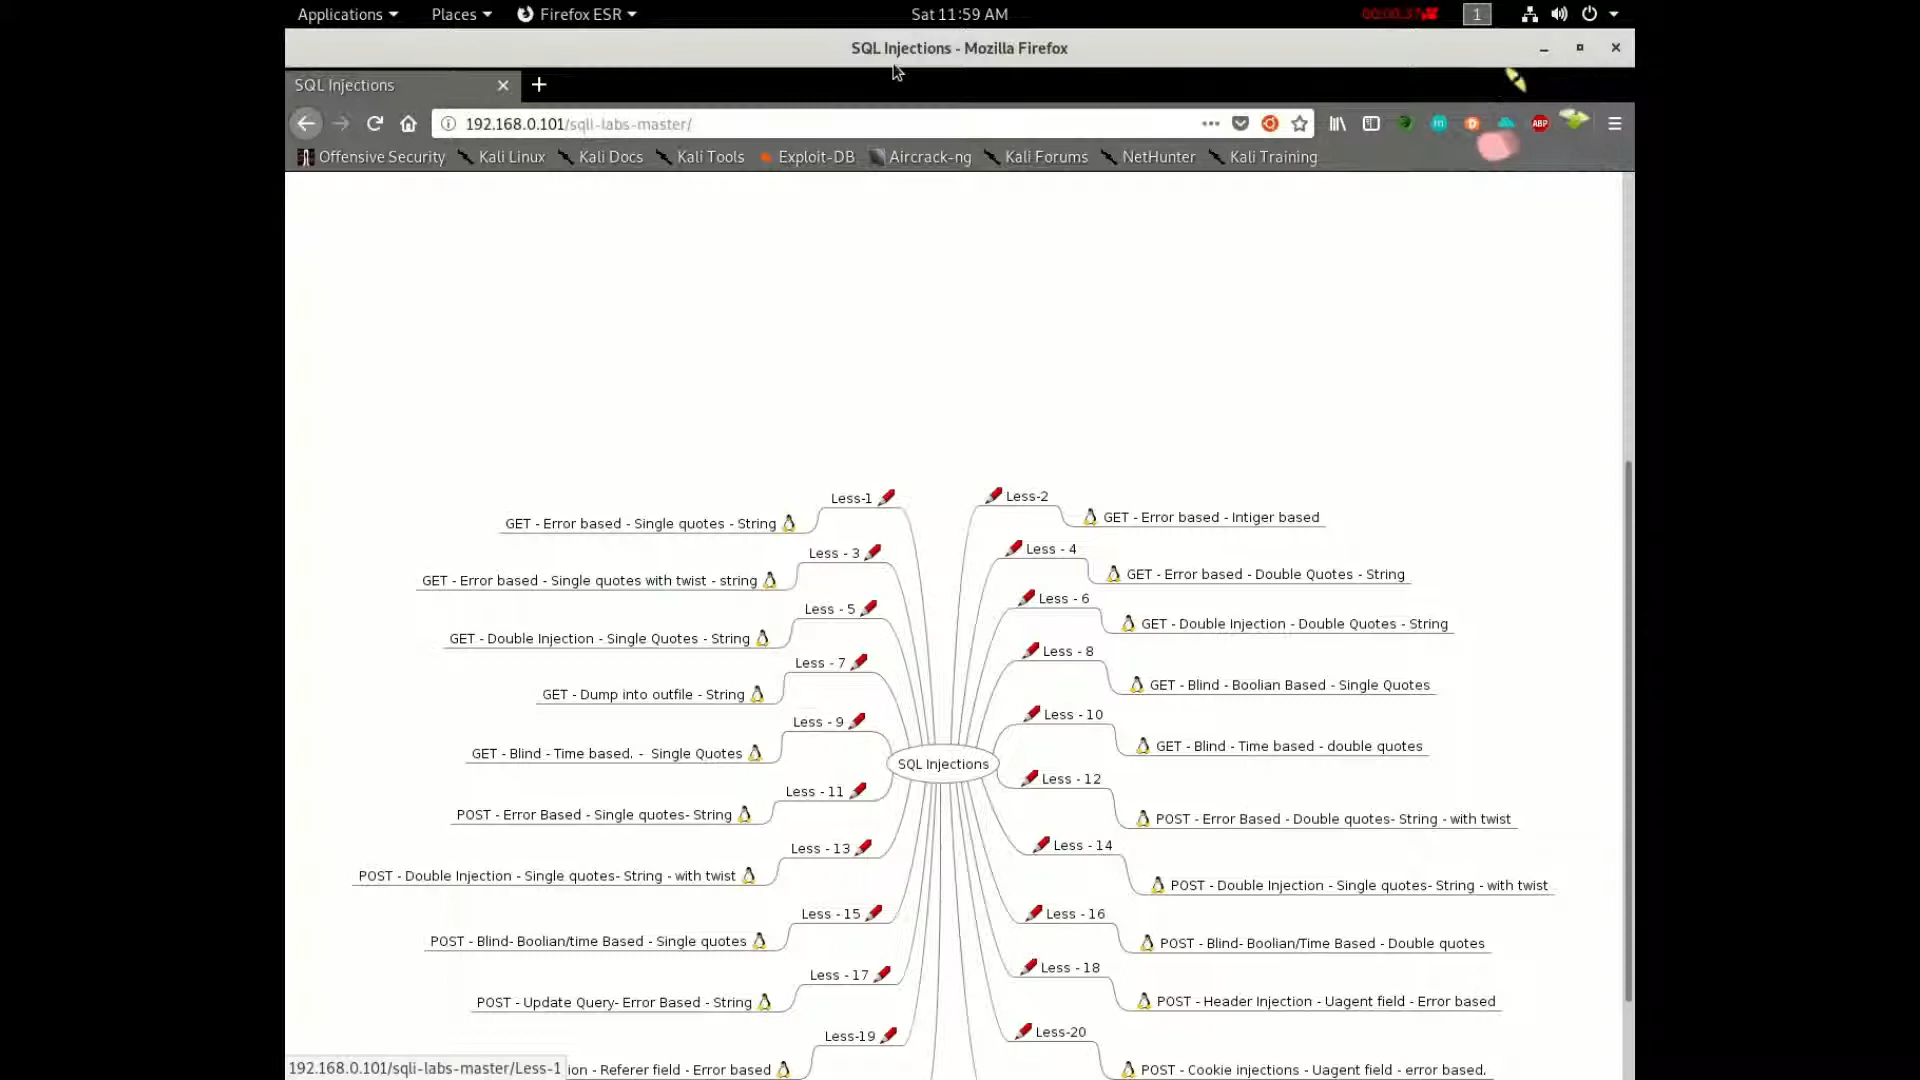 Applications Places Firefox ESR Sat 11:59 AM 1
SQL Injections - Mozilla Firefox
SQL Injections
192.168.0.101/sqli-labs-master/
ABP
Offensive Security Kali Linux Kali Docs Kali Tools Exploit-DB Aircrack-ng Kali Forums NetHunter Kali Training
Less-1
GET - Error based - Single quotes - String
Less-2
GET - Error based - Intiger based
Less - 3
GET - Error based - Single quotes with twist - string
Less - 4
GET - Error based - Double Quotes - String
Less - 5
GET - Double Injection - Single Quotes - String
Less - 6
GET - Double Injection - Double Quotes - String
Less - 7
GET - Dump into outfile - String
Less - 8
GET - Blind - Boolian Based - Single Quotes
Less - 9
GET - Blind - Time based. - Single Quotes
Less - 10
GET - Blind - Time based - double quotes
SQL Injections
Less - 11
POST - Error Based - Single quotes- String
Less - 12
POST - Error Based - Double quotes- String - with twist
Less - 13
POST - Double Injection - Single quotes- String - with twist
Less - 14
POST - Double Injection - Single quotes- String - with twist
Less - 15
POST - Blind- Boolian/time Based - Single quotes
Less - 16
POST - Blind- Boolian/Time Based - Double quotes
Less - 17
POST - Update Query- Error Based - String
Less - 18
POST - Header Injection - Uagent field - Error based
Less-19
ion - Referer field - Error based
Less-20
POST - Cookie injections - Uagent field - error based.
192.168.0.101/sqli-labs-master/Less-1